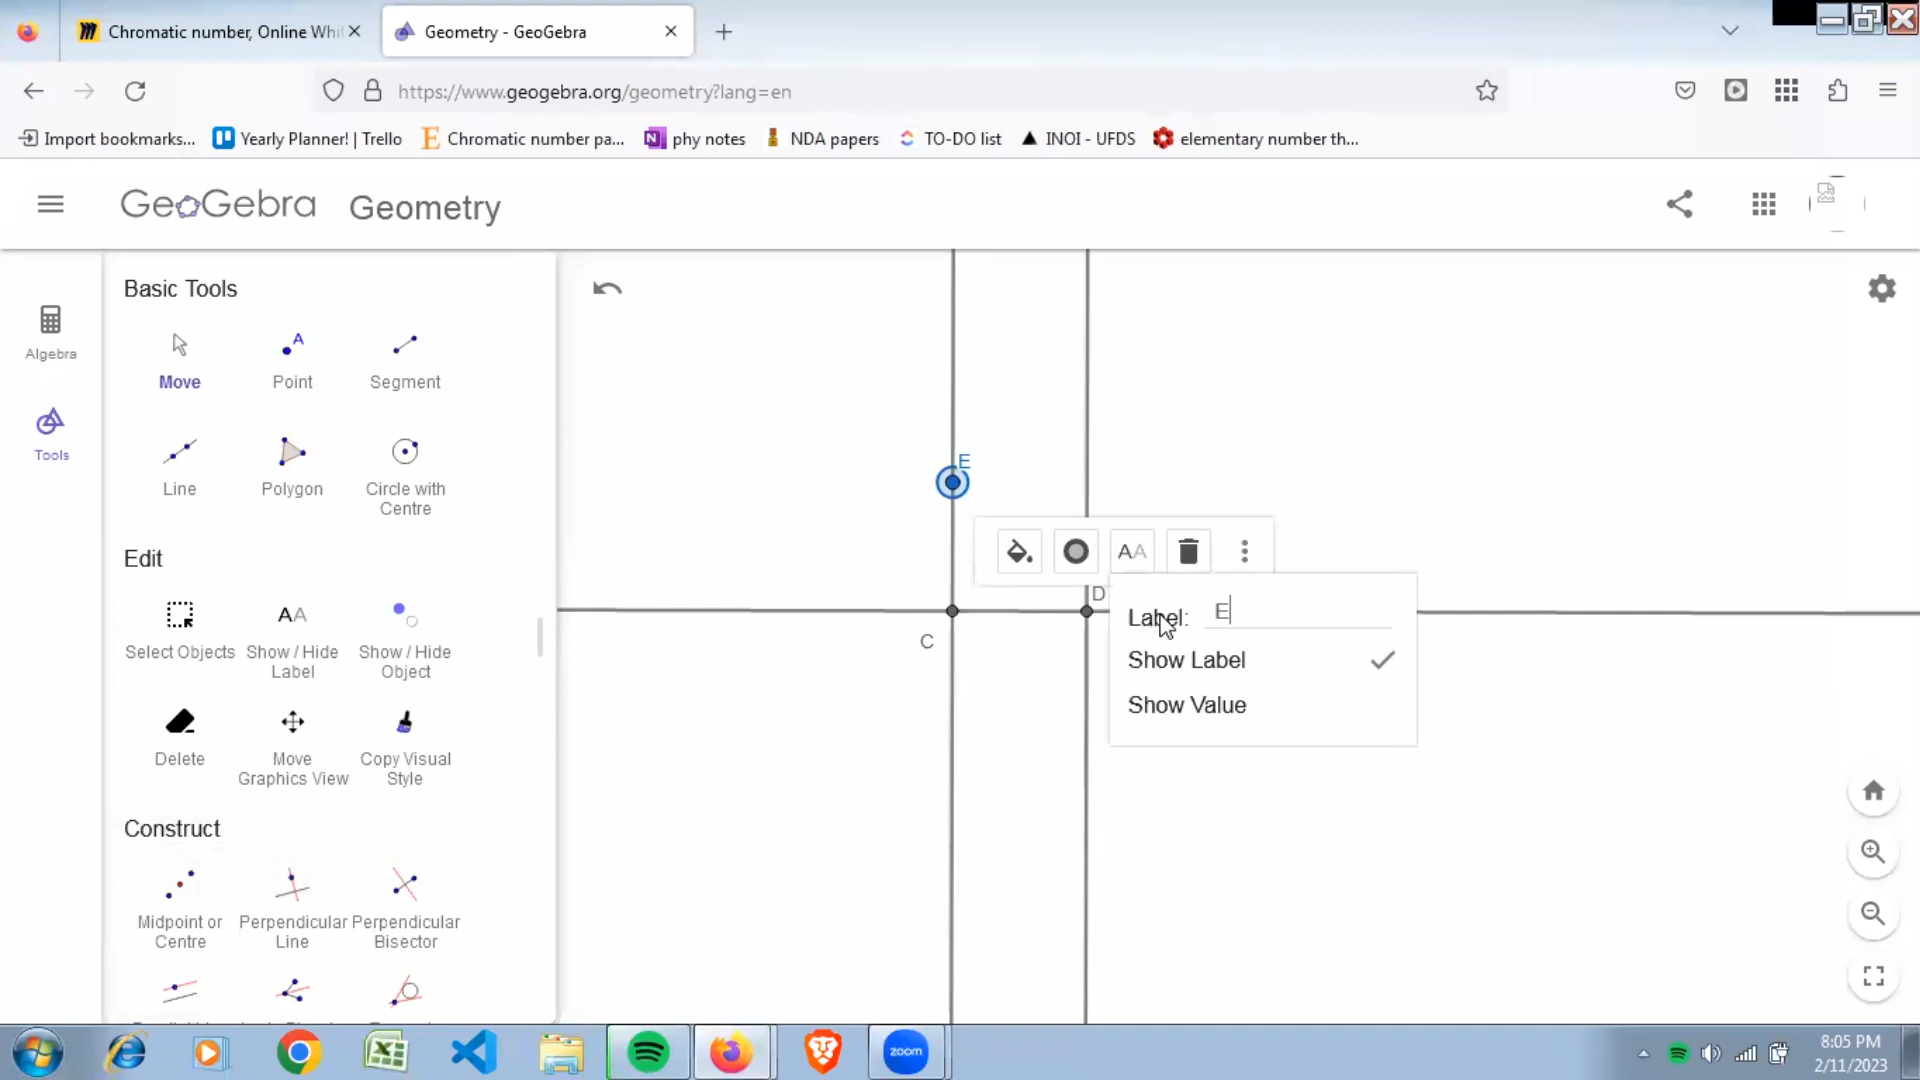 Chromatic number, Online Whi
Geometry - GeoGebra
https://www.geogebra.org/geometry?lang=en
Import bookmarks...
Yearly Planner! | Trello
Chromatic number pa...
phy notes
NDA papers
TO-DO list
INOI - UFDS
elementary number th...
GeoGebra
Geometry
Algebra
Tools
Basic Tools
Move
Point
Segment
Line
Polygon
Circle with
Centre
Edit
Select Objects
Show / Hide
Label
Show / Hide
Object
Delete
Move
Graphics View
Copy Visual
Style
Construct
Midpoint or
Centre
Perpendicular
Line
Perpendicular
Bisector
E
AA
D
C
Label: E
Show Label
Show Value
zoom
8:05 PM
2/11/2023